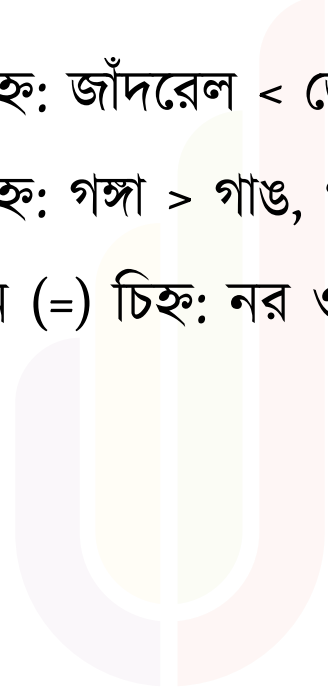 হ্ন: জাঁদরেল <
হ্ন: গঙ্গা > গাঙ,
(=) চিহ্ন: নর